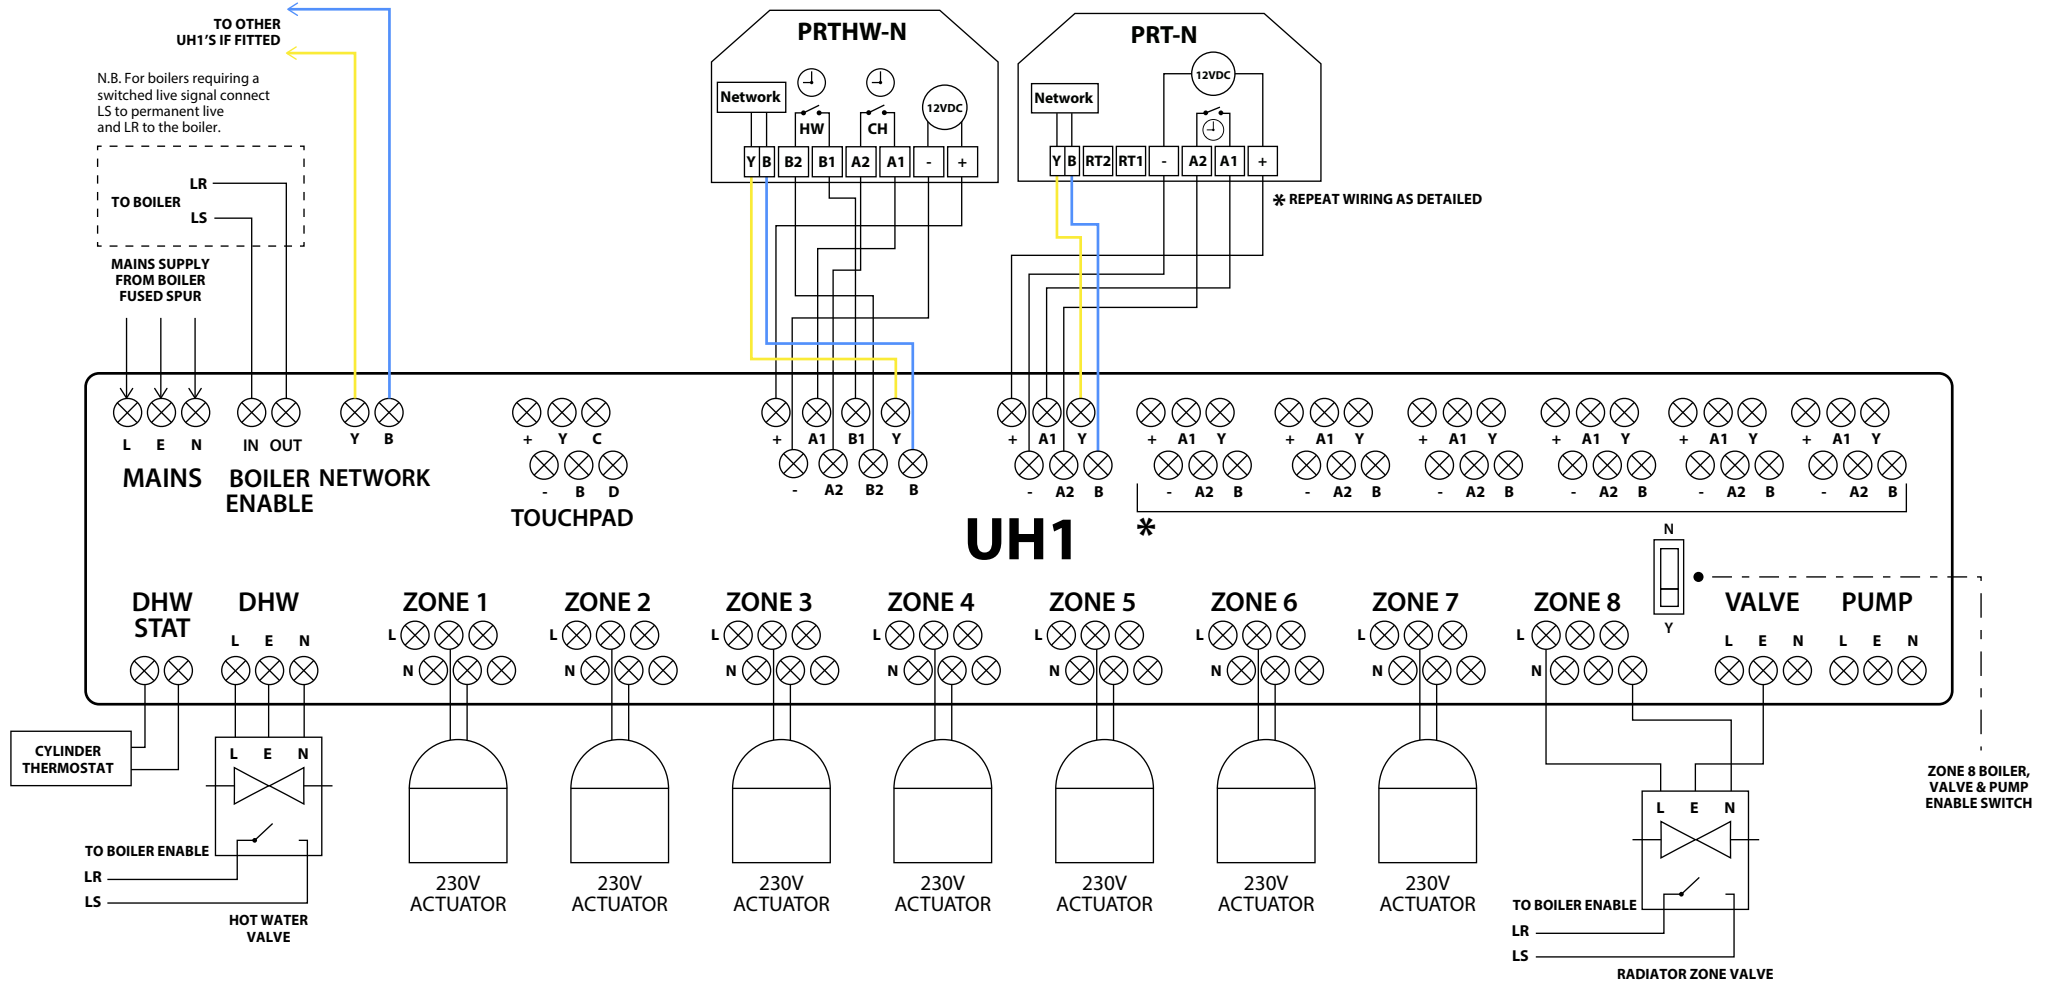 TO OTHER
UH1'S IF FITTED
N.B. For boilers requiring a
switched live signal connect
LS to permanent live
and LR to the boiler.
LR
TO BOILER
LS
MAINS SUPPLY
FROM BOILER
FUSED SPUR
PRTHW-N
Network
12VDC
HW
CH
Y B B2 B1 A2 A1 - +
PRT-N
12VDC
Network
Y B RT2 RT1 - A2 A1 +
* REPEAT WIRING AS DETAILED
L E N
MAINS
IN OUT
BOILER
ENABLE
Y B
NETWORK
+ Y C
- B D
TOUCHPAD
+ A1 B1 Y
- A2 B2 B
+ A1 Y
- A2 B
+ A1 Y
- A2 B
+ A1 Y
- A2 B
+ A1 Y
- A2 B
+ A1 Y
- A2 B
+ A1 Y
- A2 B
+ A1 Y
- A2 B
UH1
*
N
Y
DHW
STAT
DHW
L E N
ZONE 1
L
N
ZONE 2
L
N
ZONE 3
L
N
ZONE 4
L
N
ZONE 5
L
N
ZONE 6
L
N
ZONE 7
L
N
ZONE 8
L
N
VALVE
L E N
PUMP
L E N
CYLINDER
THERMOSTAT
L E N
TO BOILER ENABLE
LR
LS
HOT WATER
VALVE
230V
ACTUATOR
230V
ACTUATOR
230V
ACTUATOR
230V
ACTUATOR
230V
ACTUATOR
230V
ACTUATOR
230V
ACTUATOR
L E N
TO BOILER ENABLE
LR
LS
RADIATOR ZONE VALVE
ZONE 8 BOILER,
VALVE & PUMP
ENABLE SWITCH